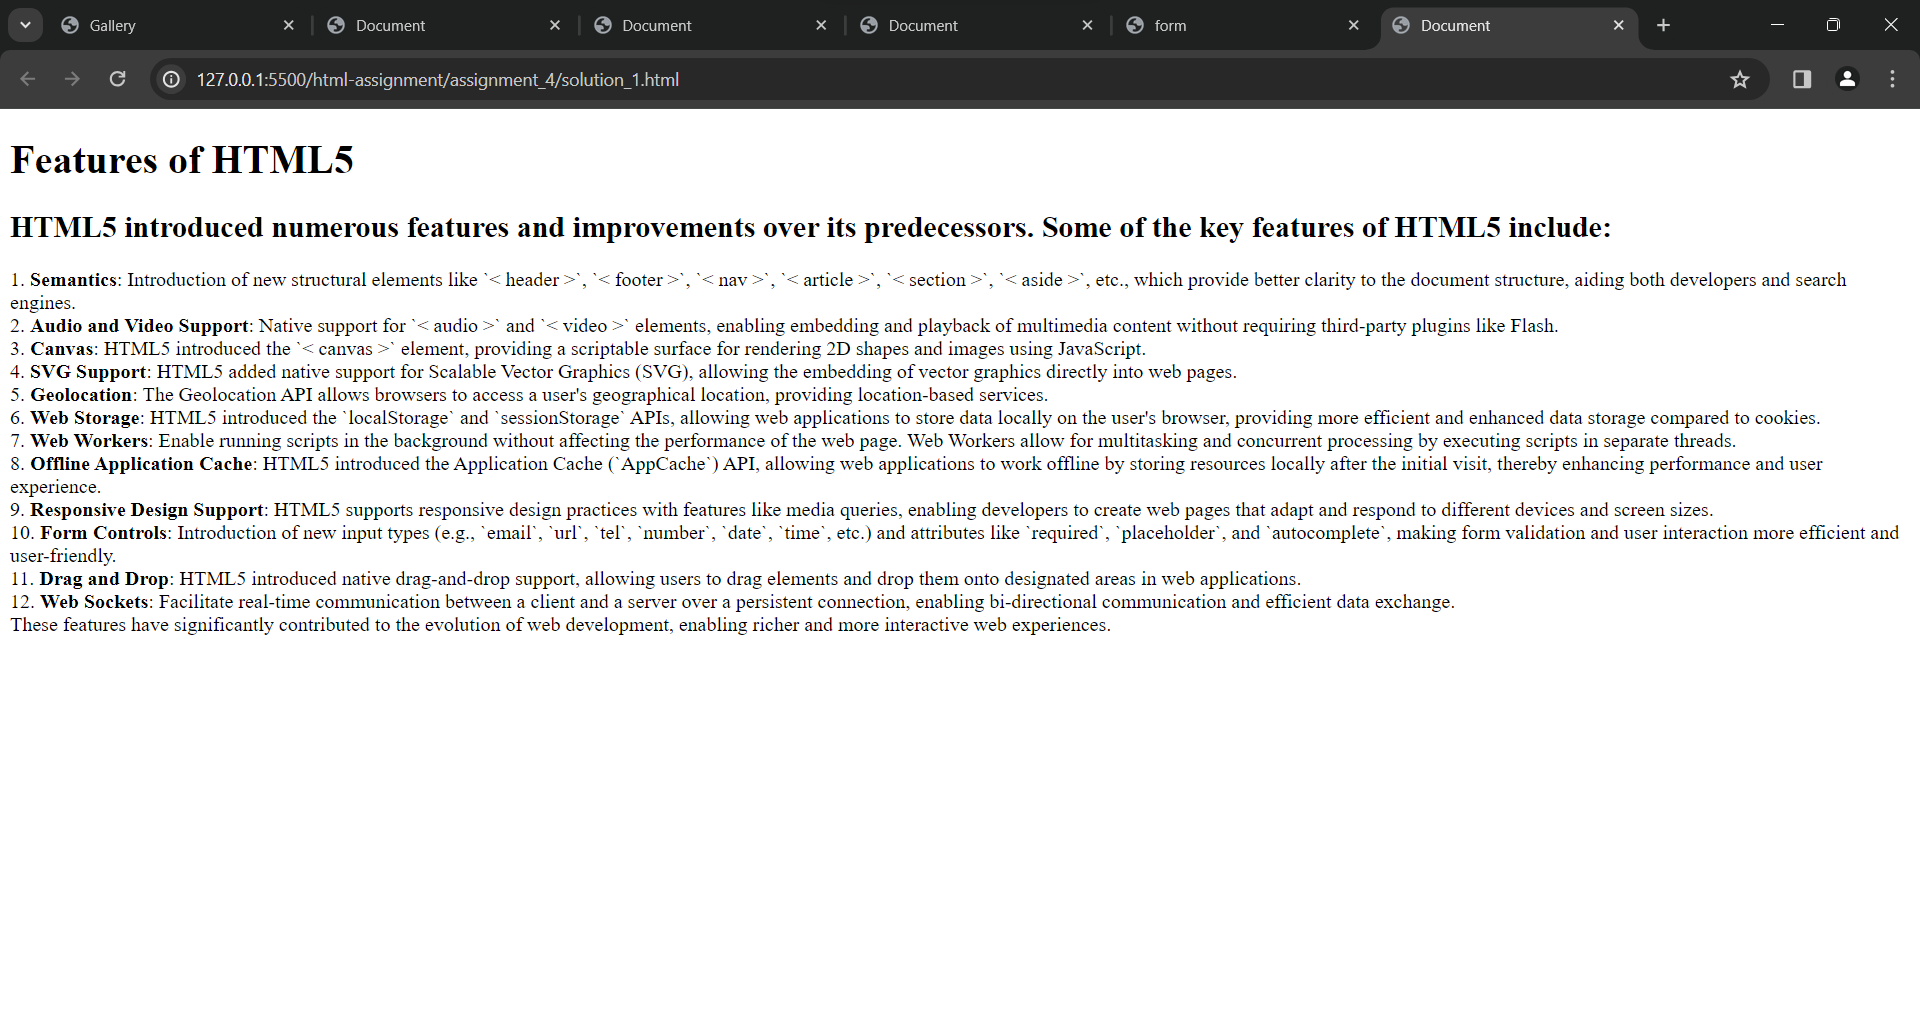 Gallery
Document
Document
Document
form
Document
127.0.0.1:5500/html-assignment/assignment_4/solution_1.html
Features of HTML5
HTML5 introduced numerous features and improvements over its predecessors. Some of the key features of HTML5 include:
1. Semantics: Introduction of new structural elements like `< header >`, `< footer >`, `< nav >`, `< article >`, `< section >`, `< aside >`, etc., which provide better clarity to the document structure, aiding both developers and search
engines.
2. Audio and Video Support: Native support for `< audio >` and `< video >` elements, enabling embedding and playback of multimedia content without requiring third-party plugins like Flash.
3. Canvas: HTML5 introduced the `< canvas >` element, providing a scriptable surface for rendering 2D shapes and images using JavaScript.
4. SVG Support: HTML5 added native support for Scalable Vector Graphics (SVG), allowing the embedding of vector graphics directly into web pages.
5. Geolocation: The Geolocation API allows browsers to access a user's geographical location, providing location-based services.
6. Web Storage: HTML5 introduced the `localStorage` and `sessionStorage` APIs, allowing web applications to store data locally on the user's browser, providing more efficient and enhanced data storage compared to cookies.
7. Web Workers: Enable running scripts in the background without affecting the performance of the web page. Web Workers allow for multitasking and concurrent processing by executing scripts in separate threads.
8. Offline Application Cache: HTML5 introduced the Application Cache (`AppCache`) API, allowing web applications to work offline by storing resources locally after the initial visit, thereby enhancing performance and user
experience.
9. Responsive Design Support: HTML5 supports responsive design practices with features like media queries, enabling developers to create web pages that adapt and respond to different devices and screen sizes.
10. Form Controls: Introduction of new input types (e.g., `email`, `url`, `tel`, `number`, `date`, `time`, etc.) and attributes like `required`, `placeholder`, and `autocomplete`, making form validation and user interaction more efficient and
user-friendly.
11. Drag and Drop: HTML5 introduced native drag-and-drop support, allowing users to drag elements and drop them onto designated areas in web applications.
12. Web Sockets: Facilitate real-time communication between a client and a server over a persistent connection, enabling bi-directional communication and efficient data exchange.
These features have significantly contributed to the evolution of web development, enabling richer and more interactive web experiences.